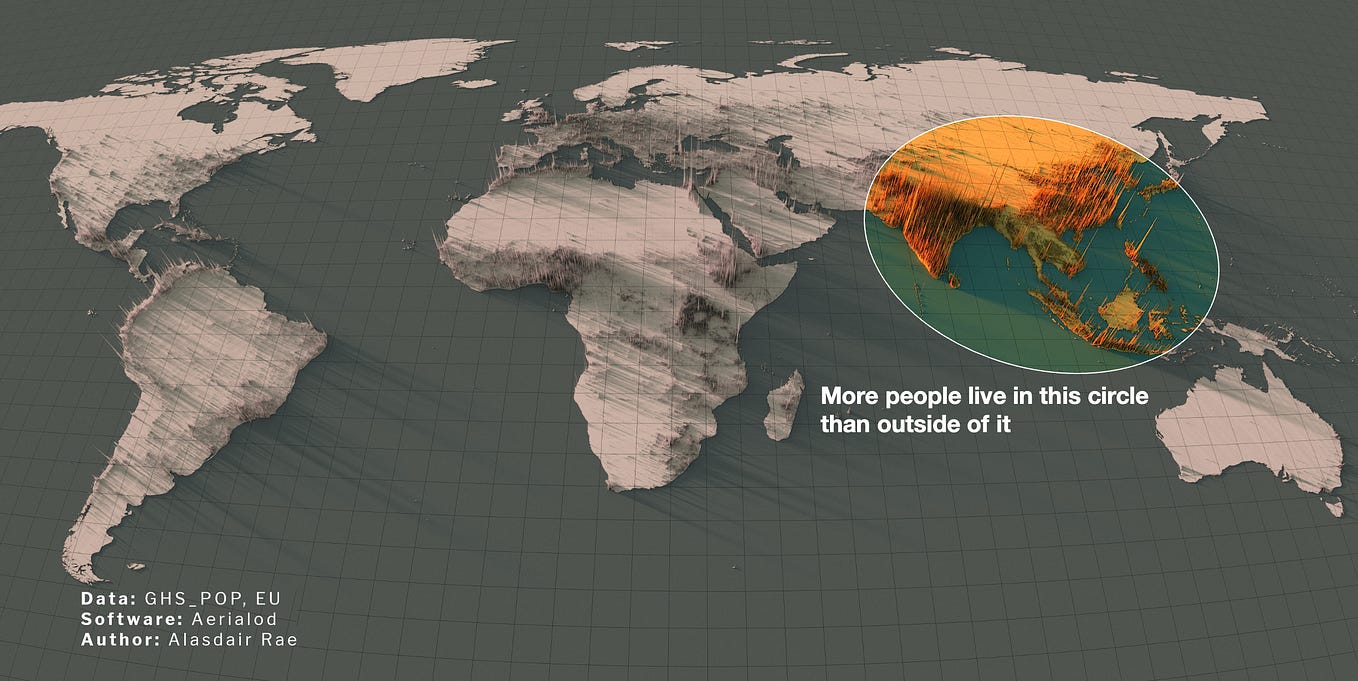 More people live in this circle
than outside of it
Data: GHS_POP, EU
Software: Aerialod
Author: Alasdair Rae